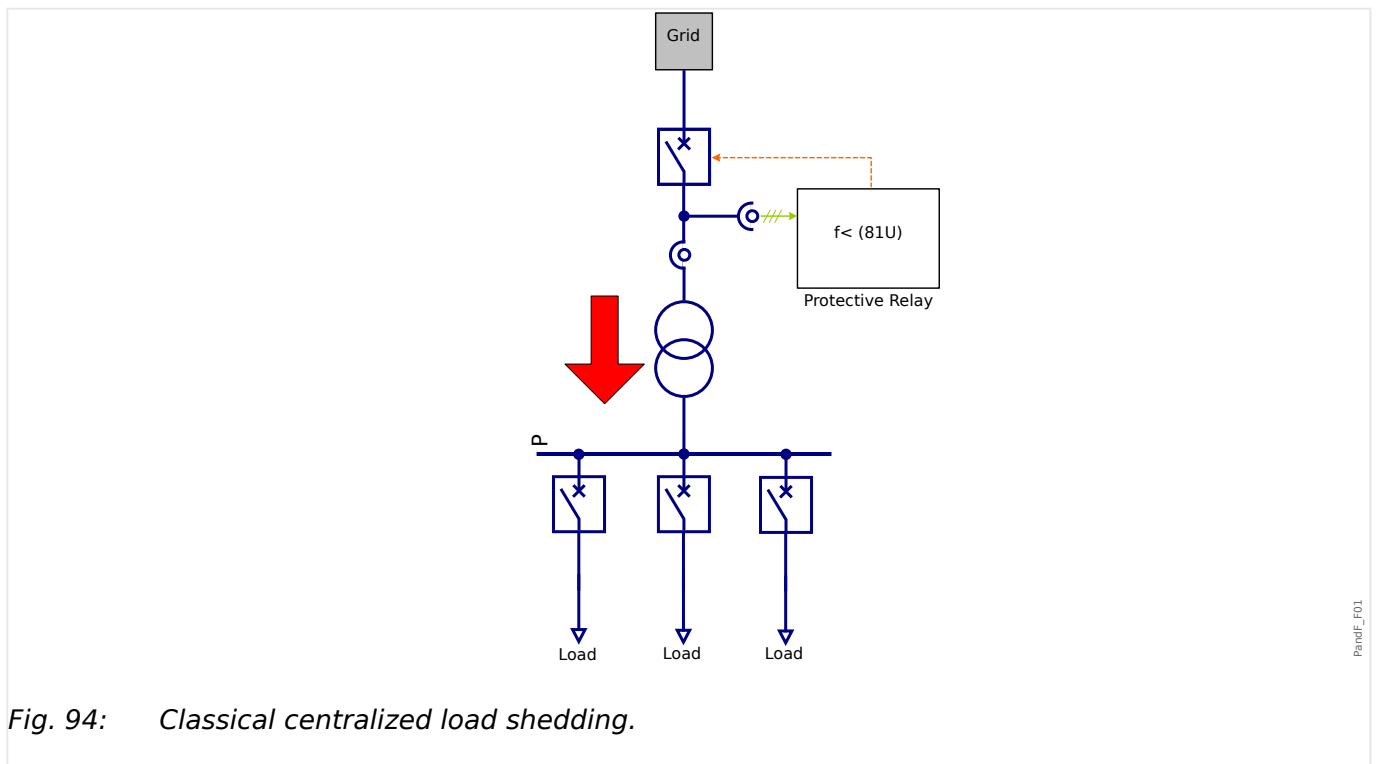 Grid
f< (81U)
Protective Relay
P
Load Load Load
PandF_F01
Fig. 94: Classical centralized load shedding.